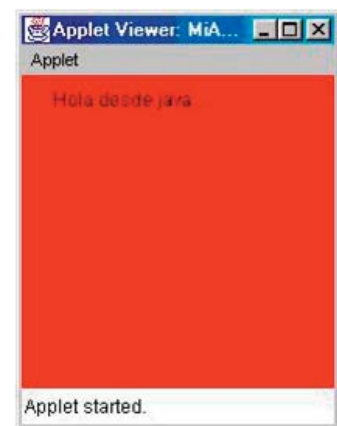 Applet Viewer: MiA...
Applet
Hola desde java...
Applet started.